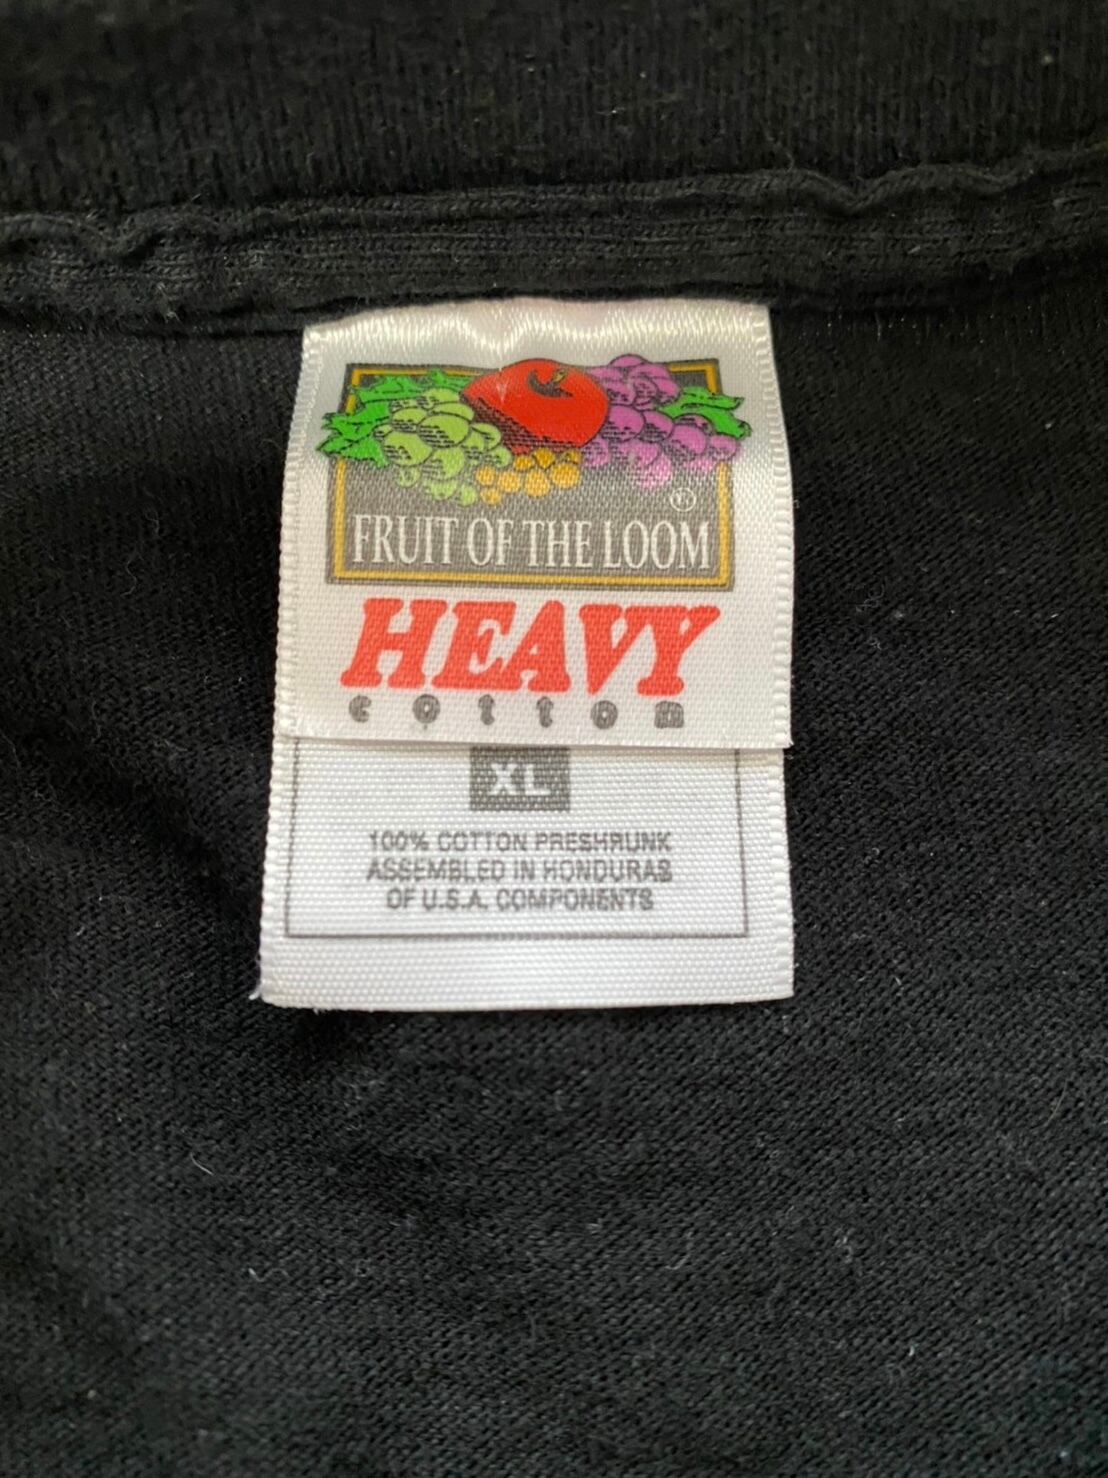 ®
FRUIT OF THE LOOM
HEAVY
cotton
XL
100% COTTON PRESHRUNK
ASSEMBLED IN HONDURAS
OF U.S.A. COMPONENTS